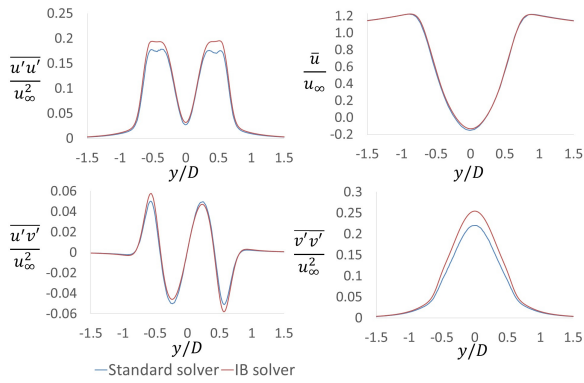 0.25
0.2
0.15
0.1
0.05
0
u'u'
u∞²
-1.5 -1 -0.5 0 0.5 1 1.5
y/D
1.2
1.0
0.8
0.6
0.4
0.2
0.0
-0.2
ū
u∞
-1.5 -1 -0.5 0 0.5 1 1.5
y/D
0.06
0.04
0.02
0
-0.02
-0.04
-0.06
u'v'
u∞²
-1.5 -1 -0.5 0 0.5 1 1.5
y/D
0.3
0.25
0.2
0.15
0.1
0.05
0
v'v'
u∞²
-1.5 -1 -0.5 0 0.5 1 1.5
y/D
Standard solver IB solver